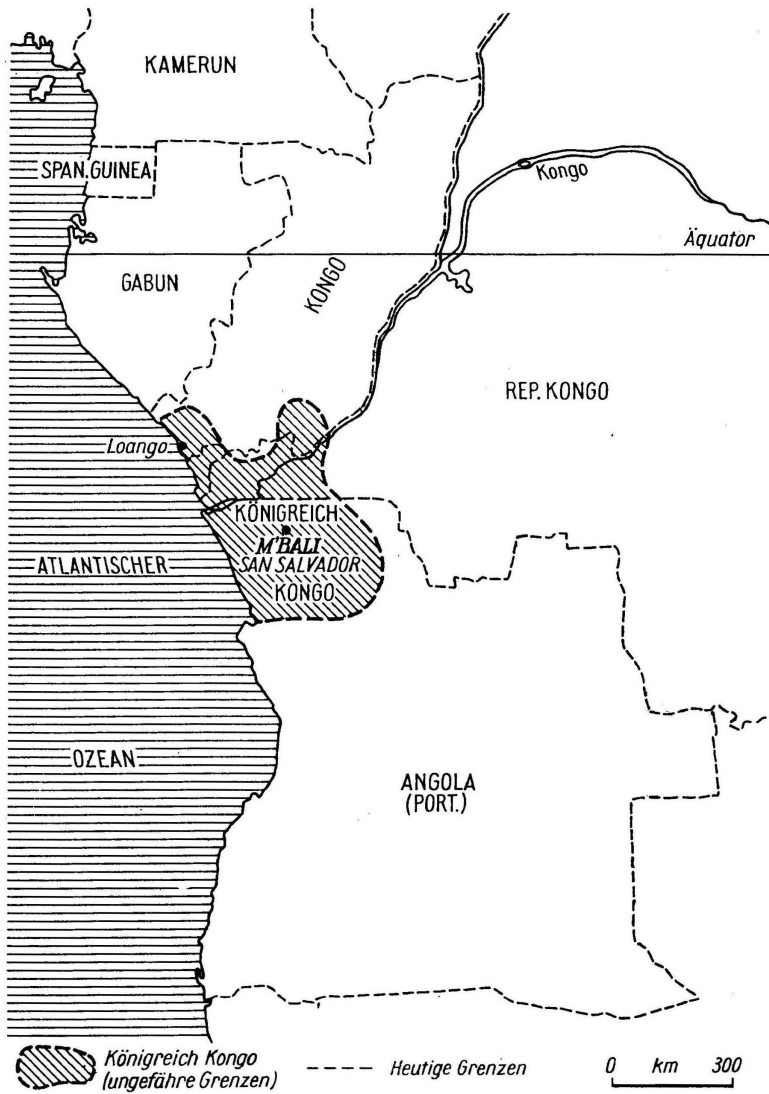 KAMERUN
SPAN. GUINEA
Kongo
Äquator
GABUN
KONGO
REP. KONGO
Loango
KÖNIGREICH
M'BALI
SAN SALVADOR
KONGO
ATLANTISCHER
OZEAN
ANGOLA
(PORT.)
Königreich Kongo
(ungefähre Grenzen)
Heutige Grenzen
0 km 300